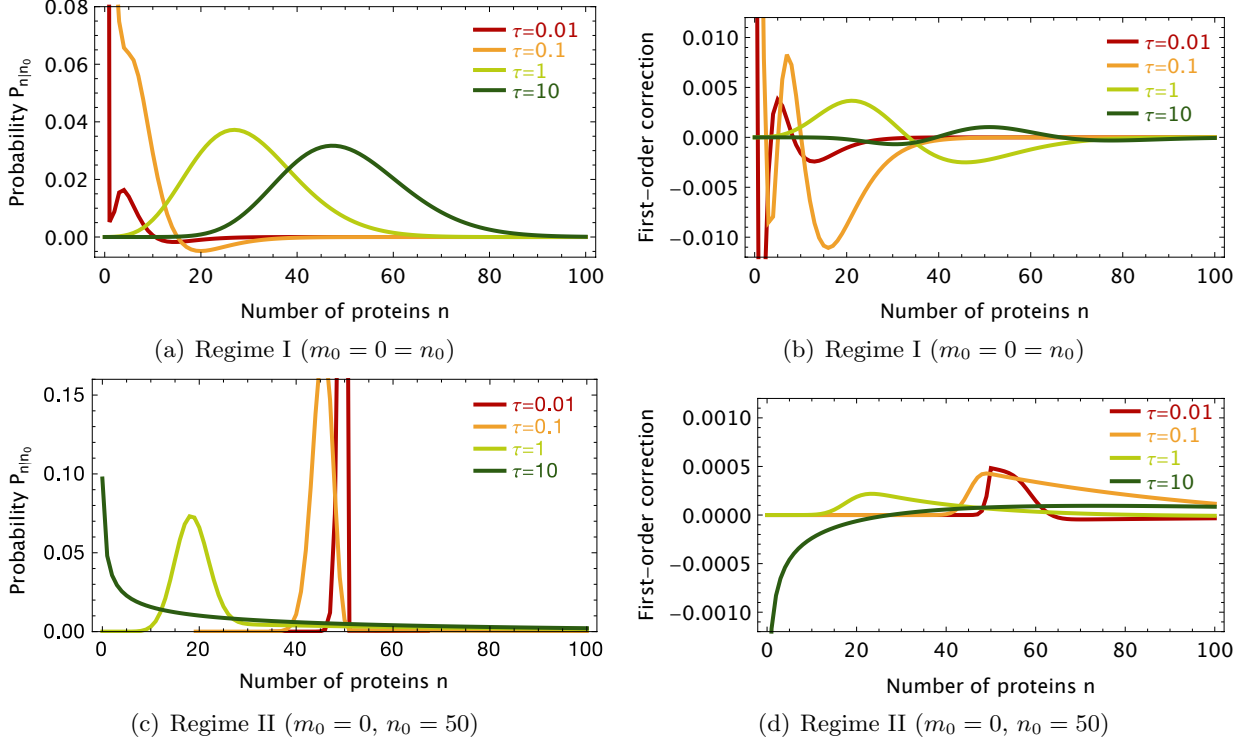 0.08
0.06
0.04
0.02
0.00
Probability P_{n|n_0}
τ=0.01
τ=0.1
τ=1
τ=10
0 20 40 60 80 100
Number of proteins n
(a) Regime I (m_0 = 0 = n_0)
0.010
0.005
0.000
−0.005
−0.010
First−order correction
τ=0.01
τ=0.1
τ=1
τ=10
0 20 40 60 80 100
Number of proteins n
(b) Regime I (m_0 = 0 = n_0)
0.15
0.10
0.05
0.00
Probability P_{n|n_0}
τ=0.01
τ=0.1
τ=1
τ=10
0 20 40 60 80 100
Number of proteins n
(c) Regime II (m_0 = 0, n_0 = 50)
0.0010
0.0005
0.0000
−0.0005
−0.0010
First−order correction
τ=0.01
τ=0.1
τ=1
τ=10
0 20 40 60 80 100
Number of proteins n
(d) Regime II (m_0 = 0, n_0 = 50)